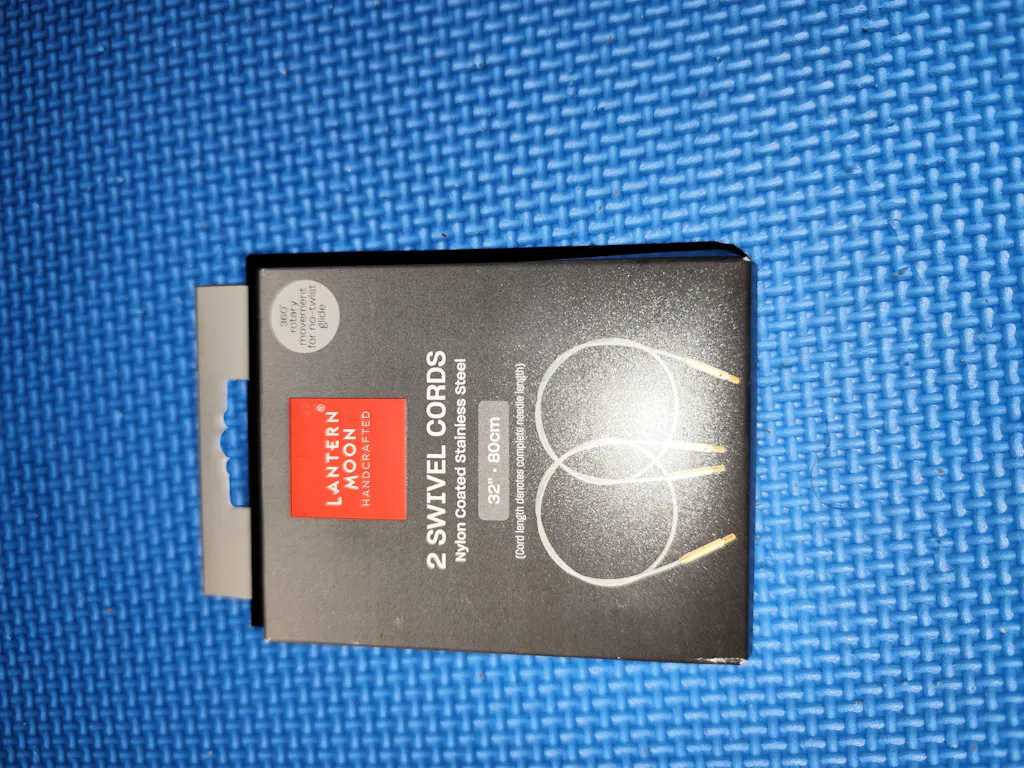 360°
rotary
movement
for no-twist
glide
LANTERN®
MOON
HANDCRAFTED
2 SWIVEL CORDS
Nylon Coated Stainless Steel
32" • 80cm
(Cord length denotes complete needle length)